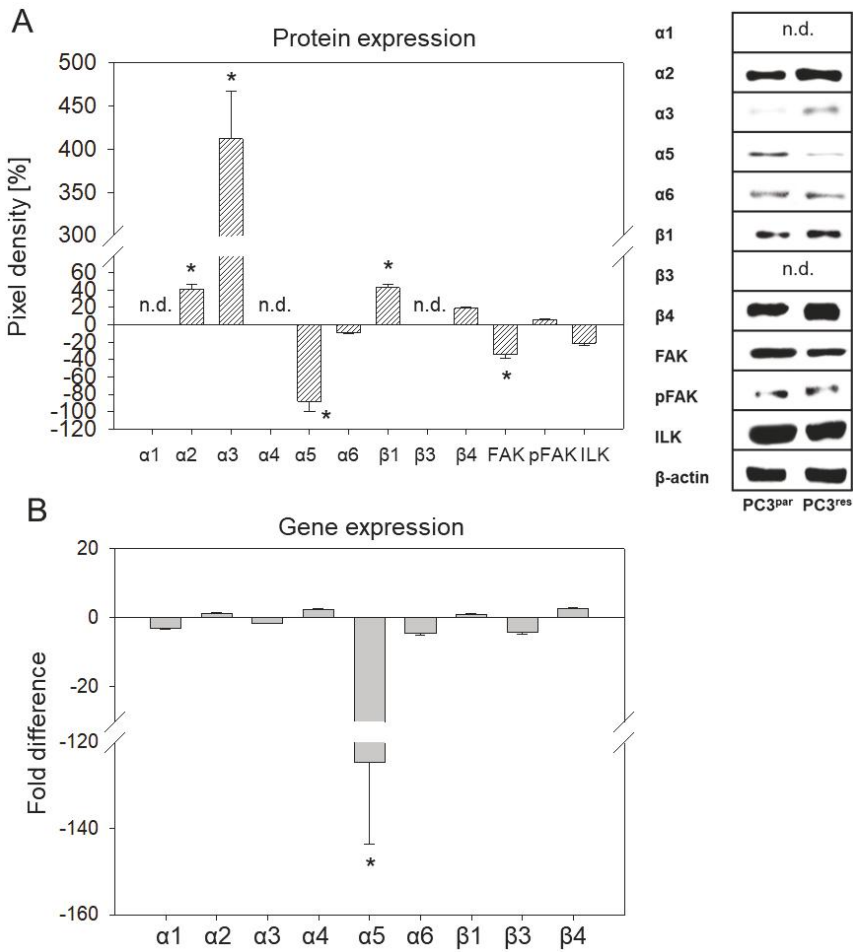 A
Protein expression
Pixel density [%]
500
450
400
350
300
60
40
20
0
-20
-40
-60
-80
-100
-120
*
*
*
*
*
n.d.
n.d.
n.d.
α1 α2 α3 α4 α5 α6 β1 β3 β4 FAK pFAK ILK
α1 n.d.
α2
α3
α5
α6
β1
β3 n.d.
β4
FAK
pFAK
ILK
β-actin
PC3par PC3res
B
Gene expression
Fold difference
20
0
-20
-120
-140
-160
*
α1 α2 α3 α4 α5 α6 β1 β3 β4